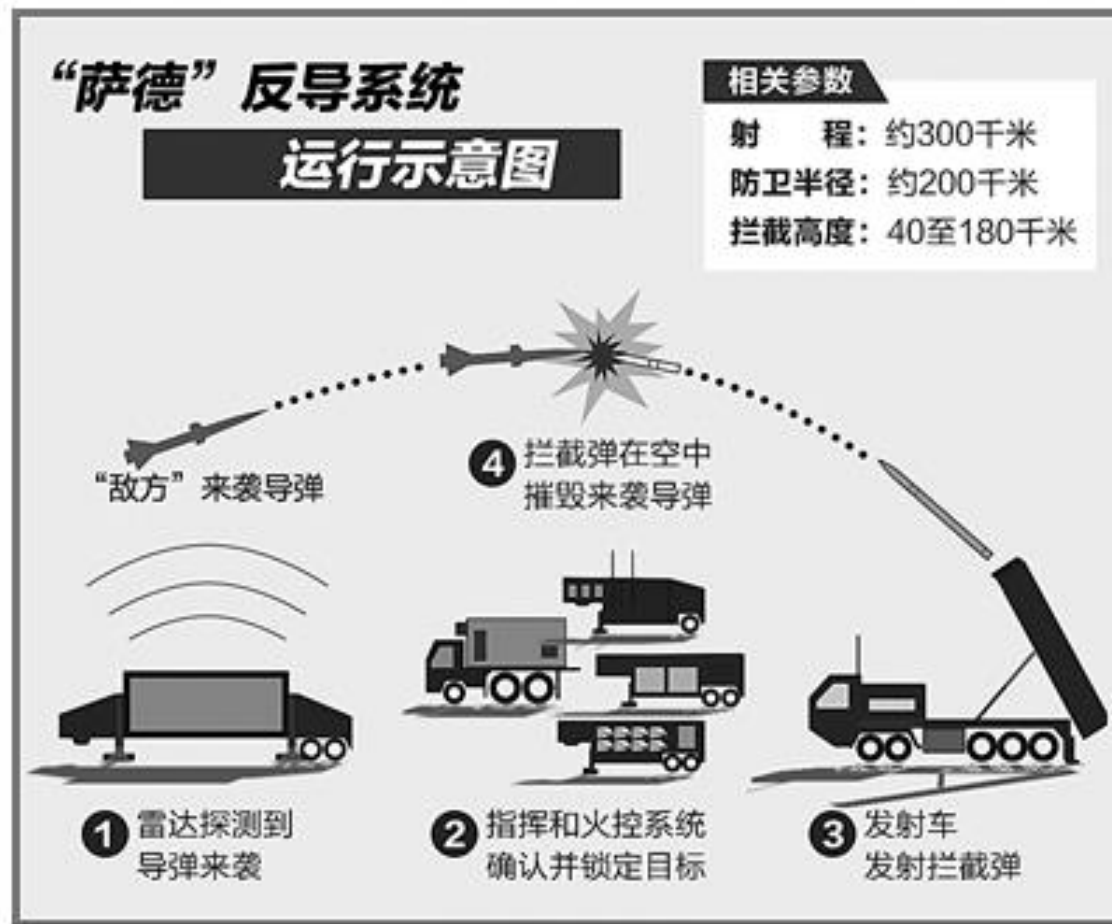 “萨德”反导系统
运行示意图
相关参数
射　　程：约300千米
防卫半径：约200千米
拦截高度：40至180千米
“敌方”来袭导弹
4 拦截弹在空中
摧毁来袭导弹
1 雷达探测到
导弹来袭
2 指挥和火控系统
确认并锁定目标
3 发射车
发射拦截弹